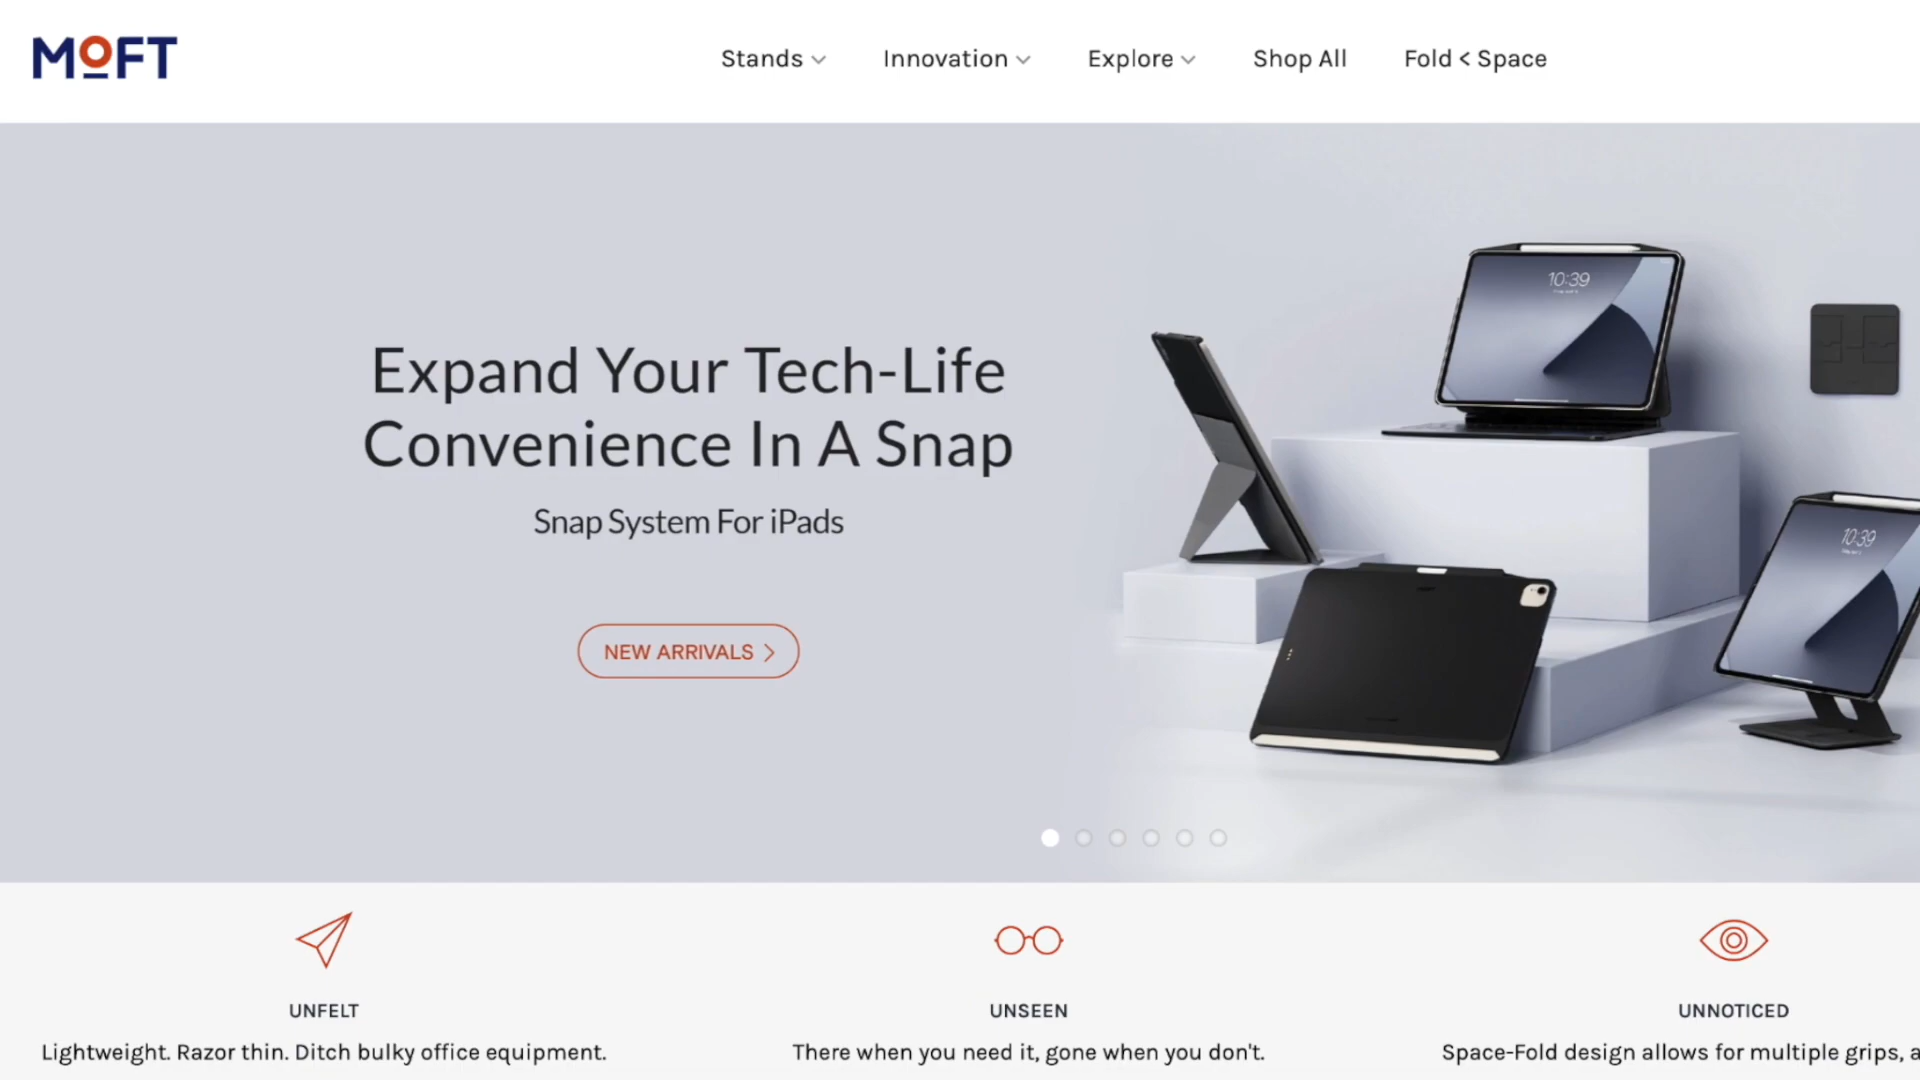 MOFT
Stands
Innovation
Explore
Shop All
Fold < Space
Expand Your Tech-Life
Convenience In A Snap
Snap System For iPads
NEW ARRIVALS
10:39
10:39
UNFELT
Lightweight. Razor thin. Ditch bulky office equipment.
UNSEEN
There when you need it, gone when you don't.
UNNOTICED
Space-Fold design allows for multiple grips, a